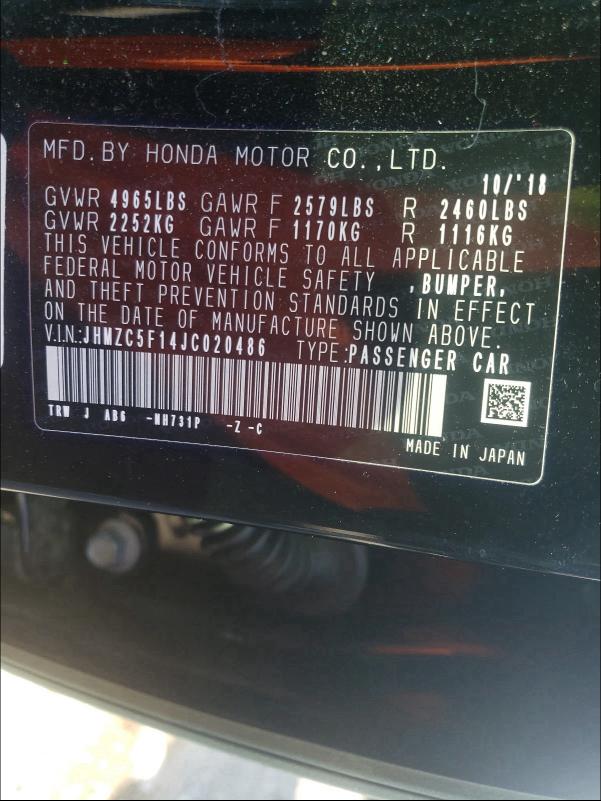 MFD. BY HONDA MOTOR CO., LTD.
10/'18
GVWR 4965LBS GAWR F 2579LBS R 2460LBS
GVWR 2252KG GAWR F 1170KG R 1116KG
THIS VEHICLE CONFORMS TO ALL APPLICABLE
FEDERAL MOTOR VEHICLE SAFETY ,BUMPER,
AND THEFT PREVENTION STANDARDS IN EFFECT
ON THE DATE OF MANUFACTURE SHOWN ABOVE.
V.I.N.:JHMZC5F14JC020486 TYPE:PASSENGER CAR
TRW J AB6 -NH731P -Z -C
MADE IN JAPAN